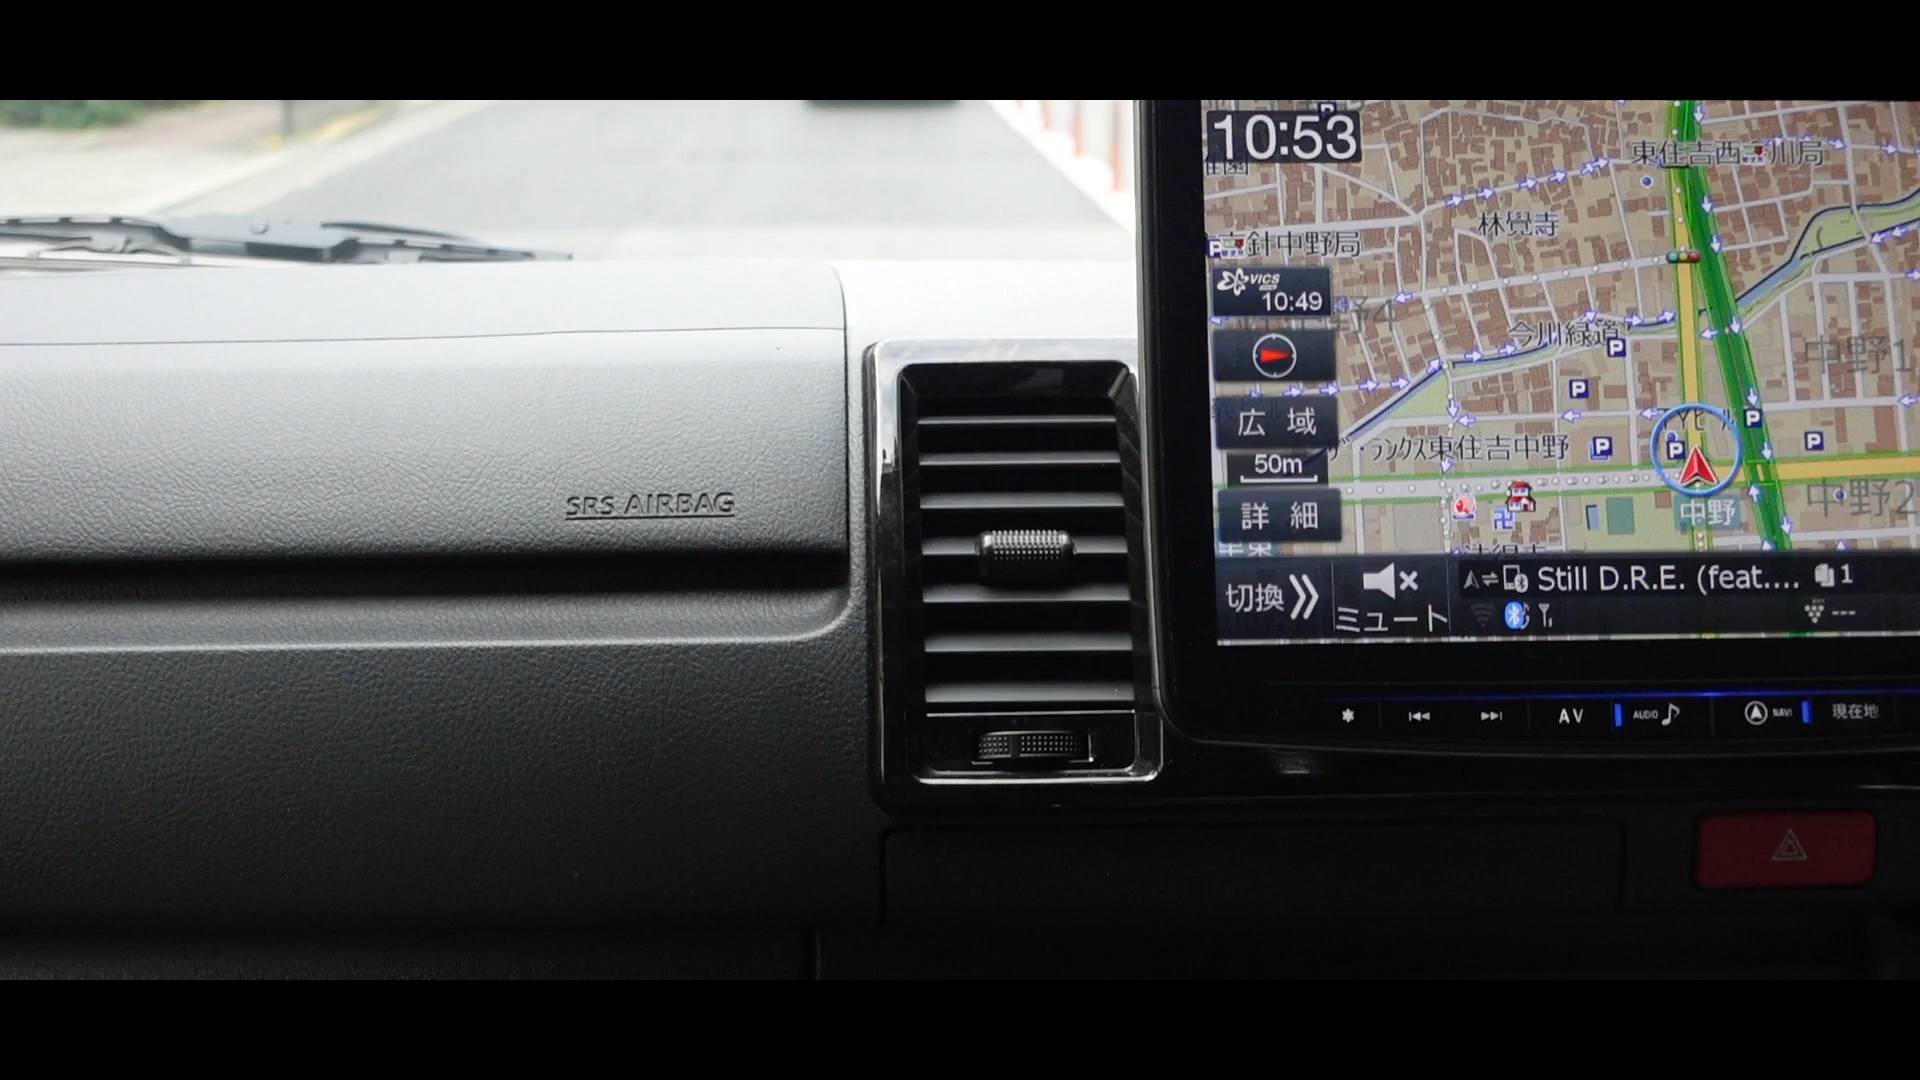 SRS AIRBAG
10:53
東住吉西今川局
林覺寺
針中野局
VICS
10:49
今川緑道
中野1
広域
ザ・ランクス東住吉中野
50m
中野2
詳細
中野
切換
ミュート
Still D.R.E. (feat....
1
AV
AUDIO
NAVI
現在地